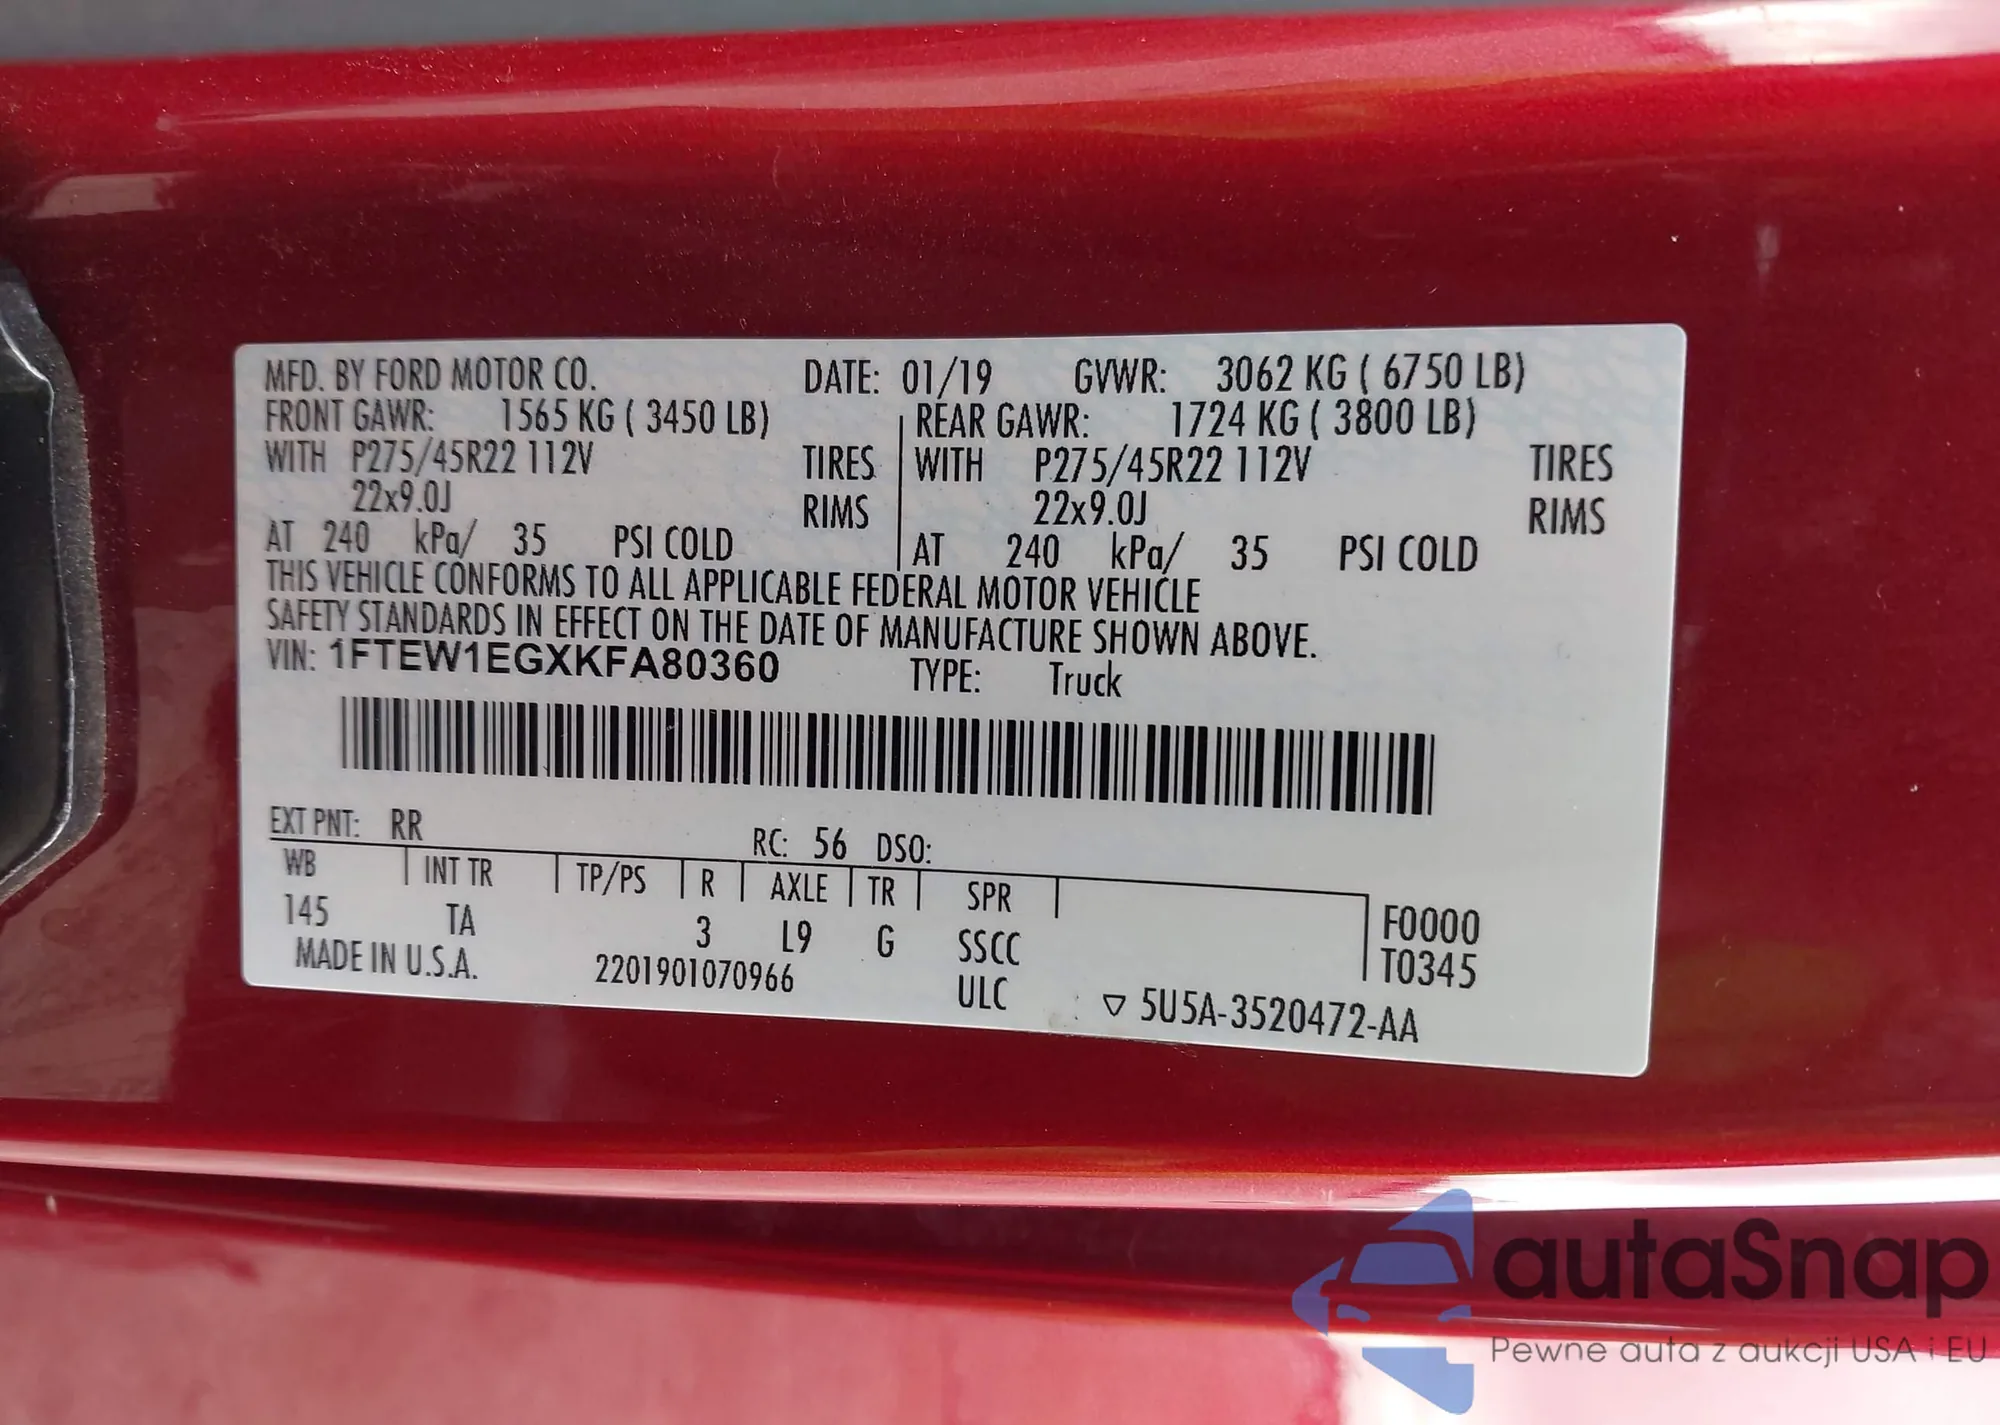 MFD. BY FORD MOTOR CO. DATE: 01/19 GVWR: 3062 KG ( 6750 LB)
FRONT GAWR: 1565 KG ( 3450 LB) REAR GAWR: 1724 KG ( 3800 LB)
WITH P275/45R22 112V TIRES WITH P275/45R22 112V TIRES
22x9.0J RIMS 22x9.0J RIMS
AT 240 kPa/ 35 PSI COLD AT 240 kPa/ 35 PSI COLD
THIS VEHICLE CONFORMS TO ALL APPLICABLE FEDERAL MOTOR VEHICLE
SAFETY STANDARDS IN EFFECT ON THE DATE OF MANUFACTURE SHOWN ABOVE.
VIN: 1FTEW1EGXKFA80360 TYPE: Truck
EXT PNT: RR RC: 56 DSO:
WB INT TR TP/PS R AXLE TR SPR F0000
145 TA 3 L9 G SSCC T0345
MADE IN U.S.A. 2201901070966 ULC ▽ 5U5A-3520472-AA
autaSnap
Pewne auta z aukcji USA i EU